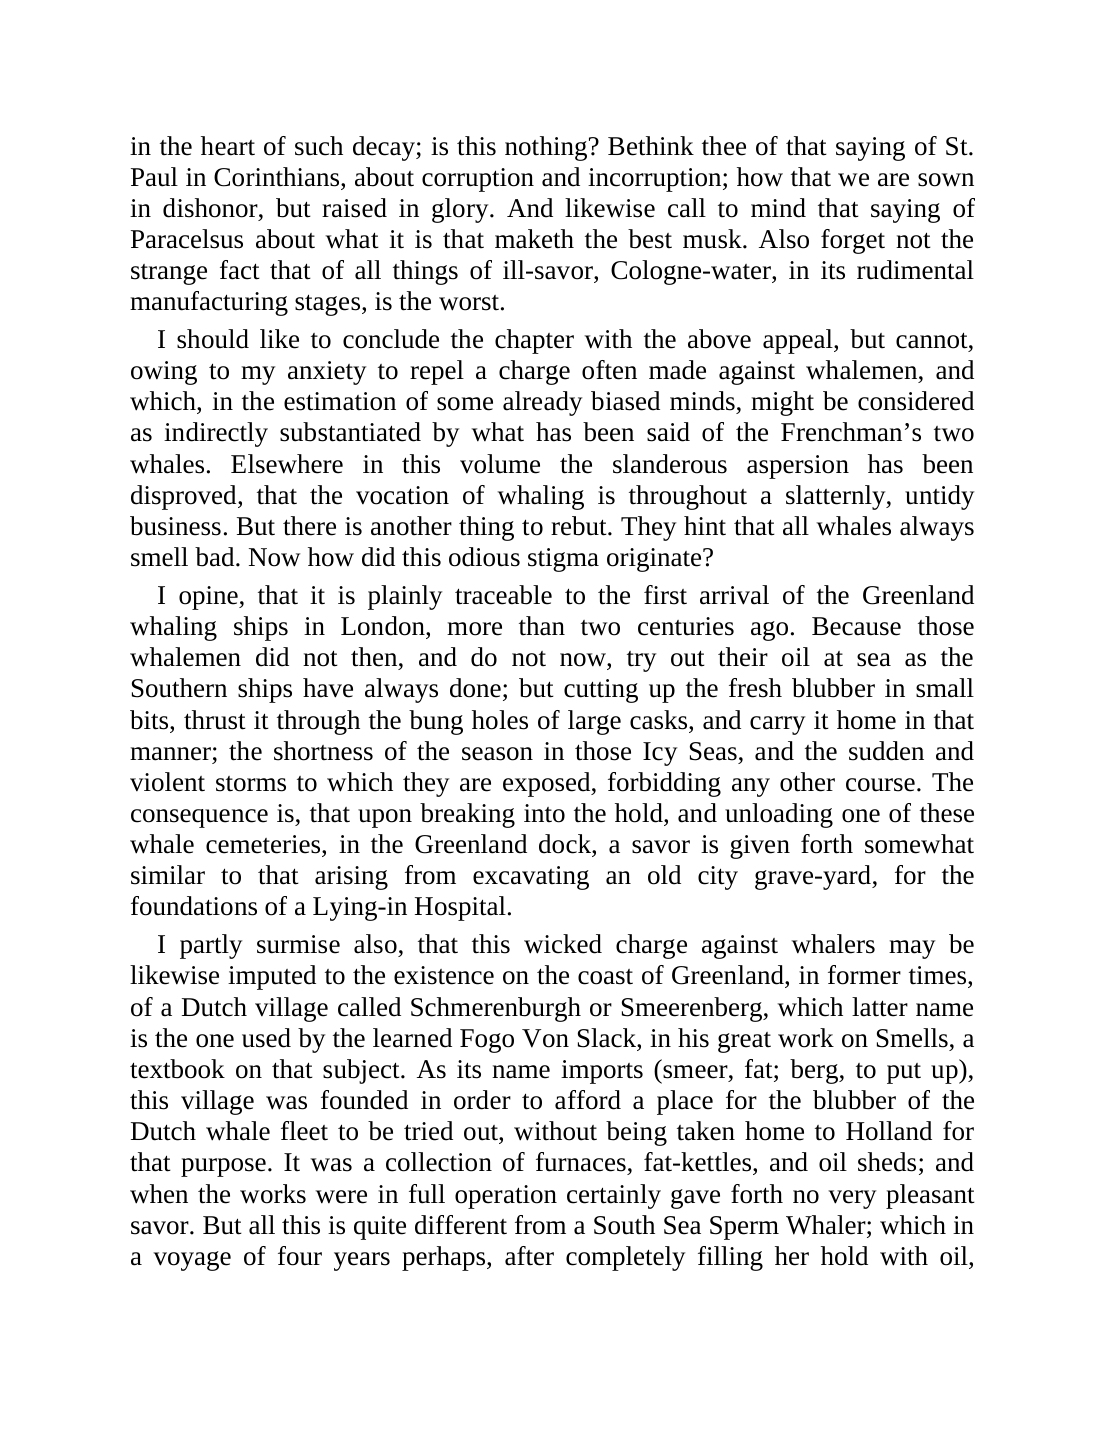 in the heart of such decay; is this nothing? Bethink thee of that saying of St.
Paul in Corinthians, about corruption and incorruption; how that we are sown
in dishonor, but raised in glory. And likewise call to mind that saying of
Paracelsus about what it is that maketh the best musk. Also forget not the
strange fact that of all things of ill-savor, Cologne-water, in its rudimental
manufacturing stages, is the worst.
I should like to conclude the chapter with the above appeal, but cannot,
owing to my anxiety to repel a charge often made against whalemen, and
which, in the estimation of some already biased minds, might be considered
as indirectly substantiated by what has been said of the Frenchman’s two
whales. Elsewhere in this volume the slanderous aspersion has been
disproved, that the vocation of whaling is throughout a slatternly, untidy
business. But there is another thing to rebut. They hint that all whales always
smell bad. Now how did this odious stigma originate?
I opine, that it is plainly traceable to the first arrival of the Greenland
whaling ships in London, more than two centuries ago. Because those
whalemen did not then, and do not now, try out their oil at sea as the
Southern ships have always done; but cutting up the fresh blubber in small
bits, thrust it through the bung holes of large casks, and carry it home in that
manner; the shortness of the season in those Icy Seas, and the sudden and
violent storms to which they are exposed, forbidding any other course. The
consequence is, that upon breaking into the hold, and unloading one of these
whale cemeteries, in the Greenland dock, a savor is given forth somewhat
similar to that arising from excavating an old city grave-yard, for the
foundations of a Lying-in Hospital.
I partly surmise also, that this wicked charge against whalers may be
likewise imputed to the existence on the coast of Greenland, in former times,
of a Dutch village called Schmerenburgh or Smeerenberg, which latter name
is the one used by the learned Fogo Von Slack, in his great work on Smells, a
textbook on that subject. As its name imports (smeer, fat; berg, to put up),
this village was founded in order to afford a place for the blubber of the
Dutch whale fleet to be tried out, without being taken home to Holland for
that purpose. It was a collection of furnaces, fat-kettles, and oil sheds; and
when the works were in full operation certainly gave forth no very pleasant
savor. But all this is quite different from a South Sea Sperm Whaler; which in
a voyage of four years perhaps, after completely filling her hold with oil,